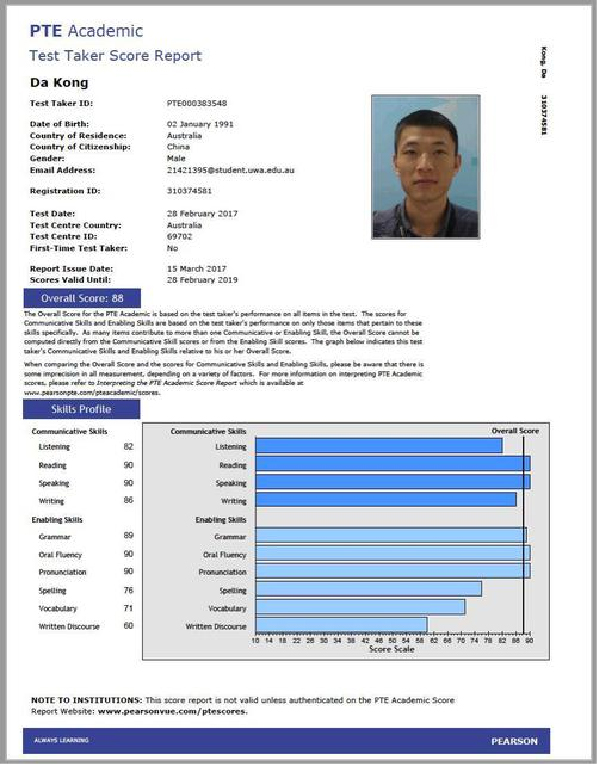 PTE Academic
Test Taker Score Report
Da Kong
Kong, Da 310374581
Test Taker ID: PTE000383548
Date of Birth: 02 January 1991
Country of Residence: Australia
Country of Citizenship: China
Gender: Male
Email Address: 21421395@student.uwa.edu.au
Registration ID: 310374581
Test Date: 28 February 2017
Test Centre Country: Australia
Test Centre ID: 69702
First-Time Test Taker: No
Report Issue Date: 15 March 2017
Scores Valid Until: 28 February 2019
Overall Score: 88
The Overall Score for the PTE Academic is based on the test taker's performance on all items in the test. The scores for
Communicative Skills and Enabling Skills are based on the test taker's performance on only those items that pertain to these
skills specifically. As many items contribute to more than one Communicative or Enabling Skill, the Overall Score cannot be
computed directly from the Communicative Skill scores or from the Enabling Skill scores. The graph below indicates this test
taker's Communicative Skills and Enabling Skills relative to his or her Overall Score.
When comparing the Overall Score and the scores for Communicative Skills and Enabling Skills, please be aware that there is
some imprecision in all measurement, depending on a variety of factors. For more information on interpreting PTE Academic
scores, please refer to Interpreting the PTE Academic Score Report which is available at
www.pearsonpte.com/pteacademic/scores.
Skills Profile
Communicative Skills
Listening 82
Reading 90
Speaking 90
Writing 86
Enabling Skills
Grammar 89
Oral Fluency 90
Pronunciation 90
Spelling 76
Vocabulary 71
Written Discourse 60
Communicative Skills Overall Score
Listening
Reading
Speaking
Writing
Enabling Skills
Grammar
Oral Fluency
Pronunciation
Spelling
Vocabulary
Written Discourse
10 14 18 22 26 30 34 38 42 46 50 54 58 62 66 70 74 78 82 86 90
Score Scale
NOTE TO INSTITUTIONS: This score report is not valid unless authenticated on the PTE Academic Score
Report Website: www.pearsonvue.com/ptescores.
ALWAYS LEARNING PEARSON